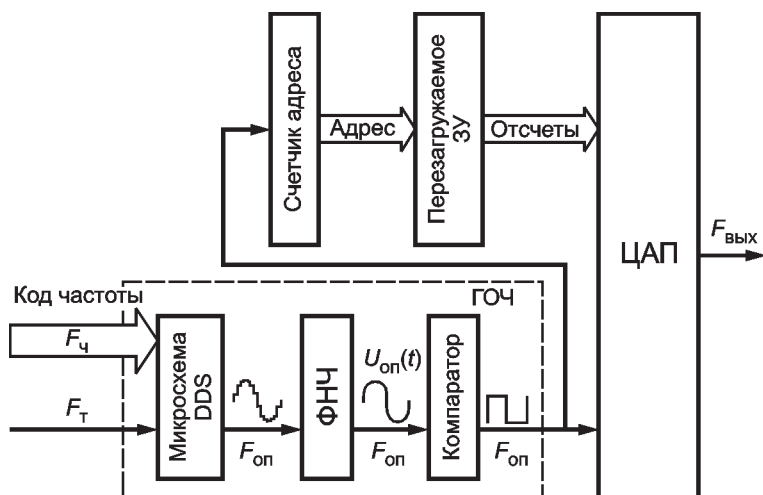 Счетчик адреса
Адрес
Перезагружаемое
ЗУ
Отсчеты
ЦАП
Fвых
Код частоты
ГОЧ
Fч
Fт
Микросхема
DDS
Fоп
ФНЧ
Uоп(t)
Fоп
Компаратор
Fоп